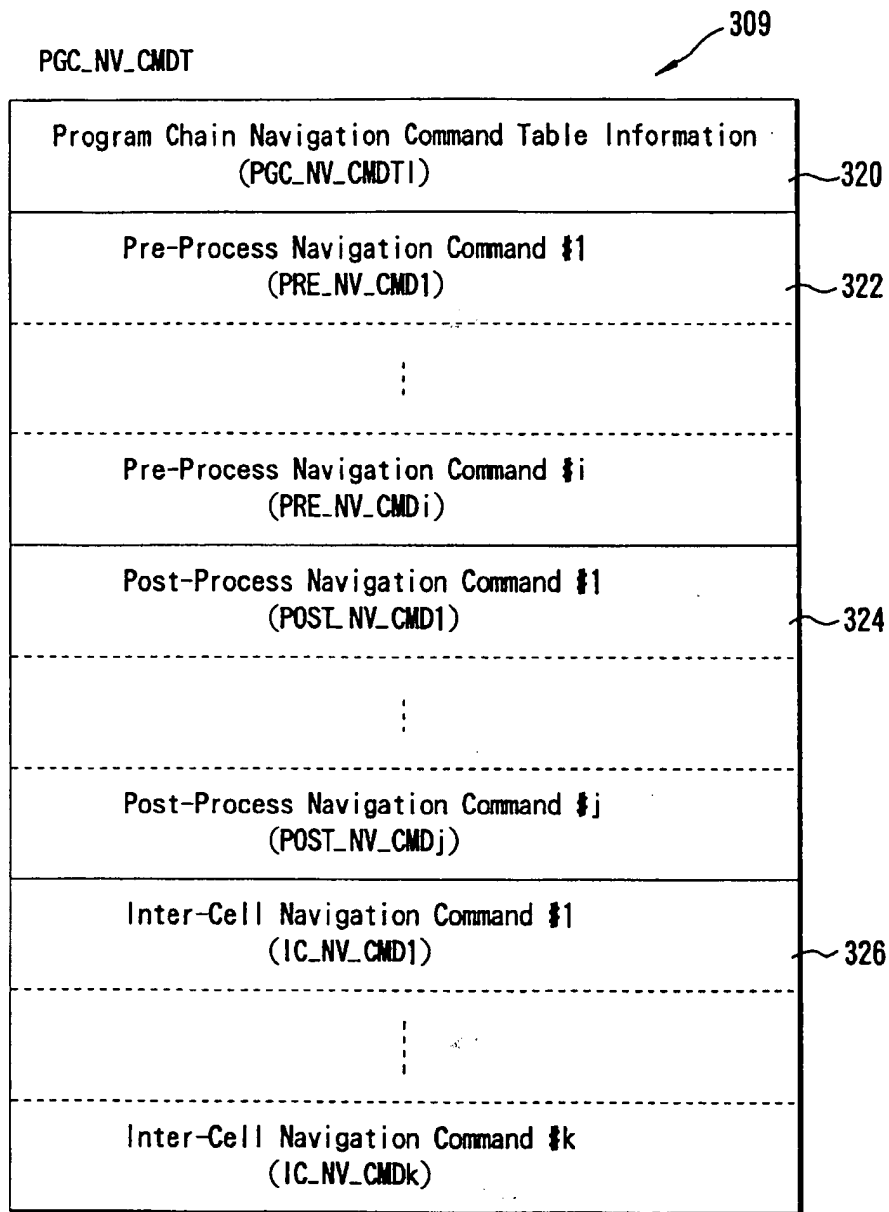 309
PGC_NV_CMDT
Program Chain Navigation Command Table Information
(PGC_NV_CMDTI)
320
Pre-Process Navigation Command #1
(PRE_NV_CMD1)
322
Pre-Process Navigation Command #i
(PRE_NV_CMDi)
Post-Process Navigation Command #1
(POST_NV_CMD1)
324
Post-Process Navigation Command #j
(POST_NV_CMDj)
Inter-Cell Navigation Command #1
(IC_NV_CMD1)
326
Inter-Cell Navigation Command #k
(IC_NV_CMDk)